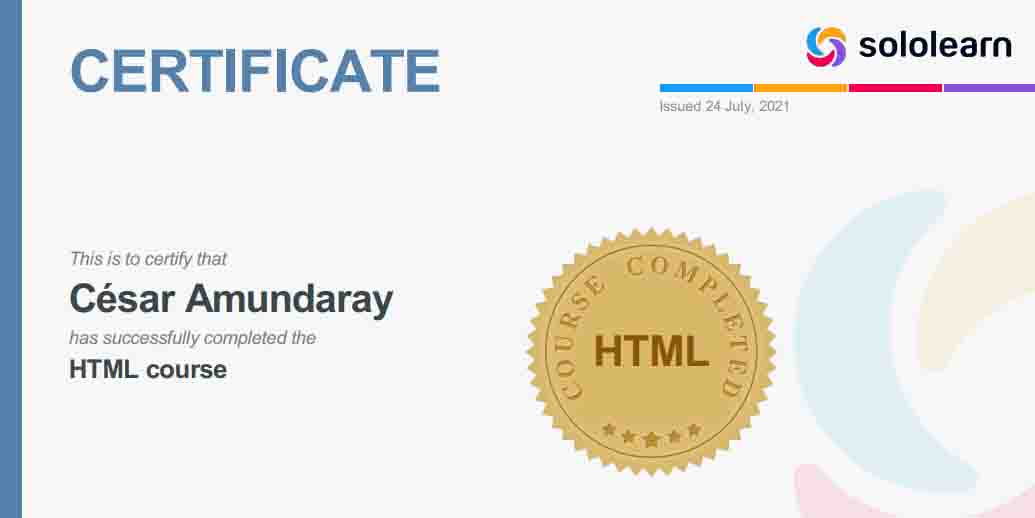 CERTIFICATE
sololearn
Issued 24 July, 2021
This is to certify that
César Amundaray
has successfully completed the
HTML course
COURSE COMPLETED
HTML